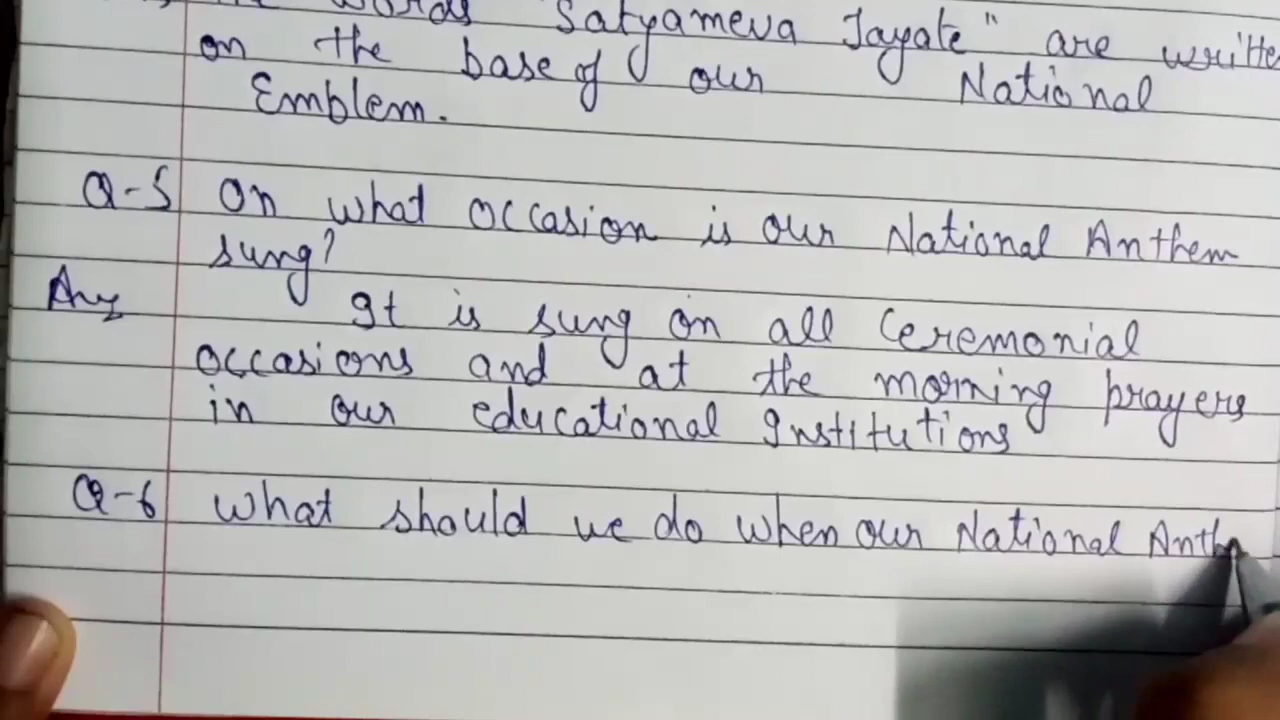 words "Satyameva Jayate" are written
on the base of our National
Emblem.
Q-5 On what occasion is our National Anthem
sung?
Ans
It is sung on all Ceremonial
occasions and at the morning prayers
in our educational Institutions
Q-6 What should we do when our National Anth